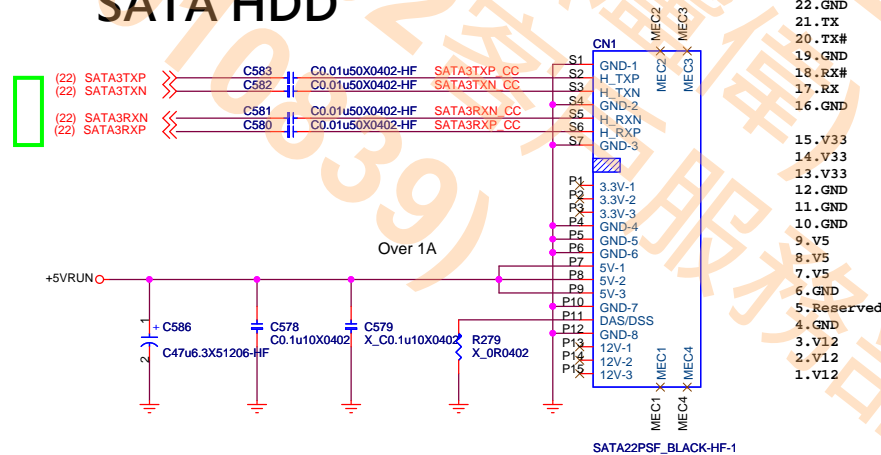 SATA HDD
(22) SATA3TXP C583 C0.01u50X0402-HF SATA3TXP_CC
(22) SATA3TXN C582 C0.01u50X0402-HF SATA3TXN_CC
(22) SATA3RXN C581 C0.01u50X0402-HF SATA3RXN_CC
(22) SATA3RXP C580 C0.01u50X0402-HF SATA3RXP_CC
CN1
MEC2 MEC3
MEC2 MEC3
S1 GND-1
S2 H_TXP
S3 H_TXN
S4 GND-2
S5 H_RXN
S6 H_RXP
S7 GND-3
P1 3.3V-1
P2 3.3V-2
P3 3.3V-3
P4 GND-4
P5 GND-5
P6 GND-6
P7 5V-1
P8 5V-2
P9 5V-3
P10 GND-7
P11 DAS/DSS
P12 GND-8
P13 12V-1
P14 12V-2
P15 12V-3
MEC1 MEC4
MEC1 MEC4
SATA22PSF_BLACK-HF-1
Over 1A
+5VRUN
1
+ C586
C47u6.3X51206-HF
2
C578
C0.1u10X0402
C579
X_C0.1u10X0402
R279
X_0R0402
22.GND
21.TX
20.TX#
19.GND
18.RX#
17.RX
16.GND
15.V33
14.V33
13.V33
12.GND
11.GND
10.GND
9.V5
8.V5
7.V5
6.GND
5.Reserved
4.GND
3.V12
2.V12
1.V12